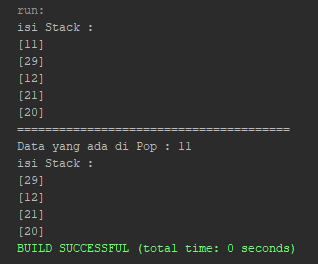 run:
isi Stack :
[11]
[29]
[12]
[21]
[20]
=======================================
Data yang ada di Pop : 11
isi Stack :
[29]
[12]
[21]
[20]
BUILD SUCCESSFUL (total time: 0 seconds)